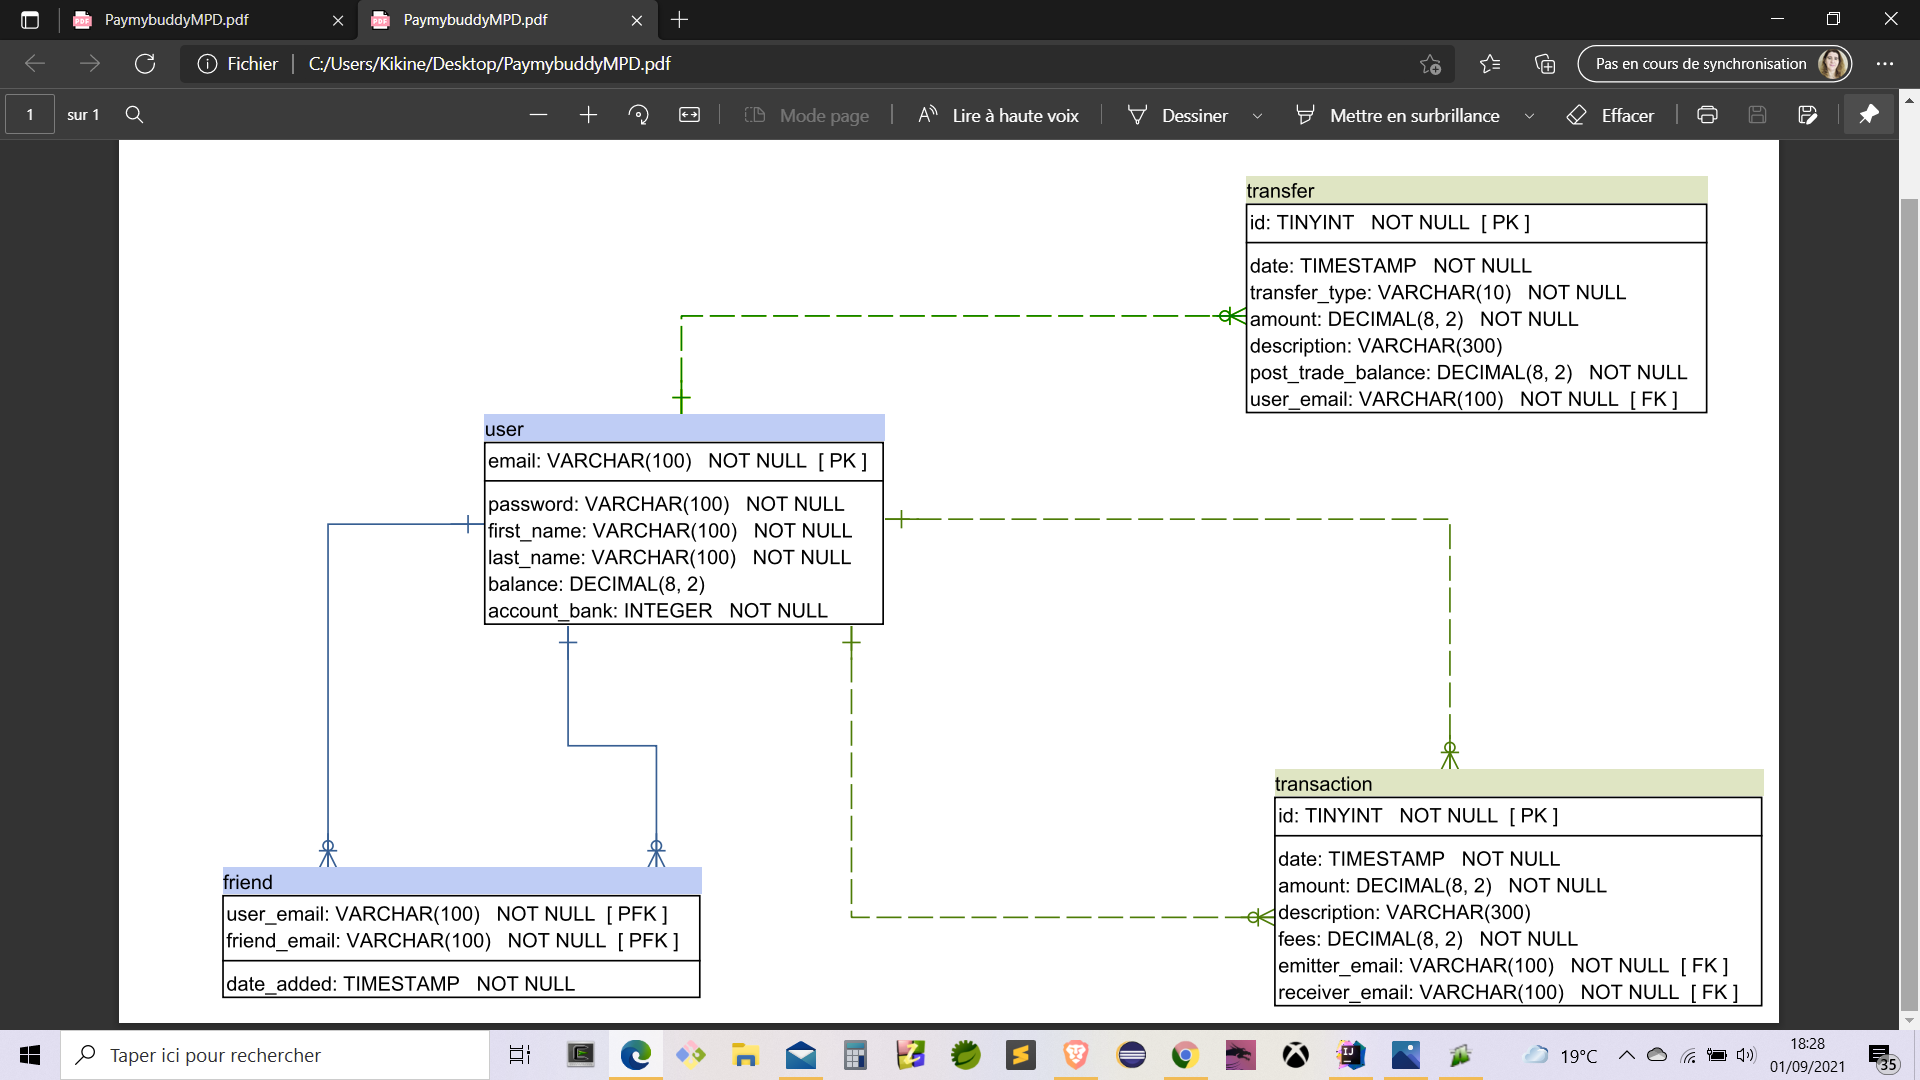 PaymybuddyMPD.pdf
PaymybuddyMPD.pdf
Fichier
C:/Users/Kikine/Desktop/PaymybuddyMPD.pdf
Pas en cours de synchronisation
1
sur 1
Mode page
Lire à haute voix
Dessiner
Mettre en surbrillance
Effacer
transfer
id: TINYINT NOT NULL [ PK ]
date: TIMESTAMP NOT NULL
transfer_type: VARCHAR(10) NOT NULL
amount: DECIMAL(8, 2) NOT NULL
description: VARCHAR(300)
post_trade_balance: DECIMAL(8, 2) NOT NULL
user_email: VARCHAR(100) NOT NULL [ FK ]
user
email: VARCHAR(100) NOT NULL [ PK ]
password: VARCHAR(100) NOT NULL
first_name: VARCHAR(100) NOT NULL
last_name: VARCHAR(100) NOT NULL
balance: DECIMAL(8, 2)
account_bank: INTEGER NOT NULL
transaction
id: TINYINT NOT NULL [ PK ]
date: TIMESTAMP NOT NULL
amount: DECIMAL(8, 2) NOT NULL
description: VARCHAR(300)
fees: DECIMAL(8, 2) NOT NULL
emitter_email: VARCHAR(100) NOT NULL [ FK ]
receiver_email: VARCHAR(100) NOT NULL [ FK ]
friend
user_email: VARCHAR(100) NOT NULL [ PFK ]
friend_email: VARCHAR(100) NOT NULL [ PFK ]
date_added: TIMESTAMP NOT NULL
Taper ici pour rechercher
19°C
18:28
01/09/2021
35